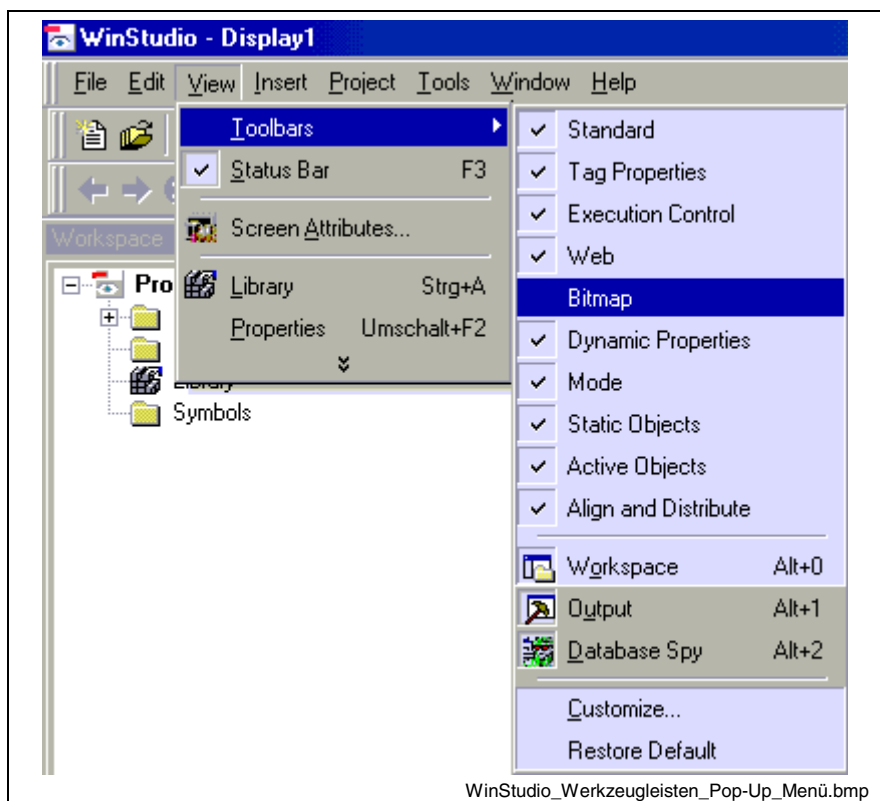 WinStudio - Display1
File Edit View Insert Project Tools Window Help
Toolbars
Status Bar F3
Screen Attributes...
Library Strg+A
Properties Umschalt+F2
Standard
Tag Properties
Execution Control
Web
Bitmap
Dynamic Properties
Mode
Static Objects
Active Objects
Align and Distribute
Workspace Alt+0
Output Alt+1
Database Spy Alt+2
Customize...
Restore Default
Workspace
Pro
Library
Symbols
WinStudio_Werkzeugleisten_Pop-Up_Menü.bmp